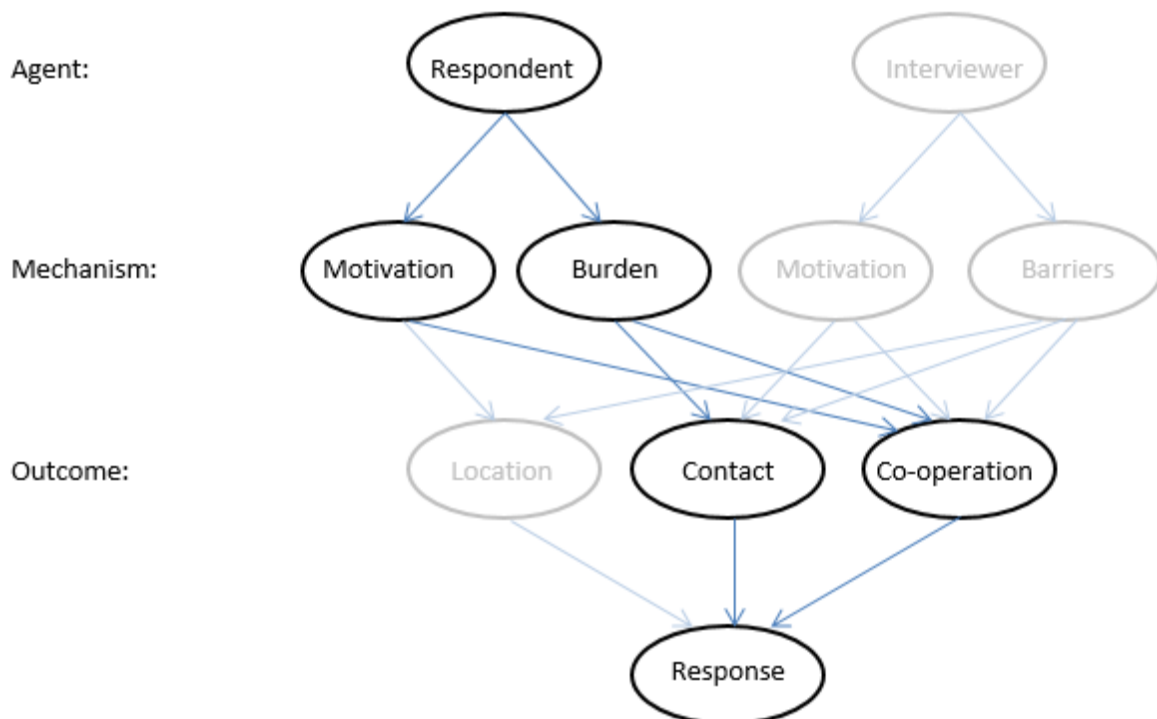 Agent:
Respondent
Interviewer
Mechanism:
Motivation
Burden
Motivation
Barriers
Outcome:
Location
Contact
Co-operation
Response